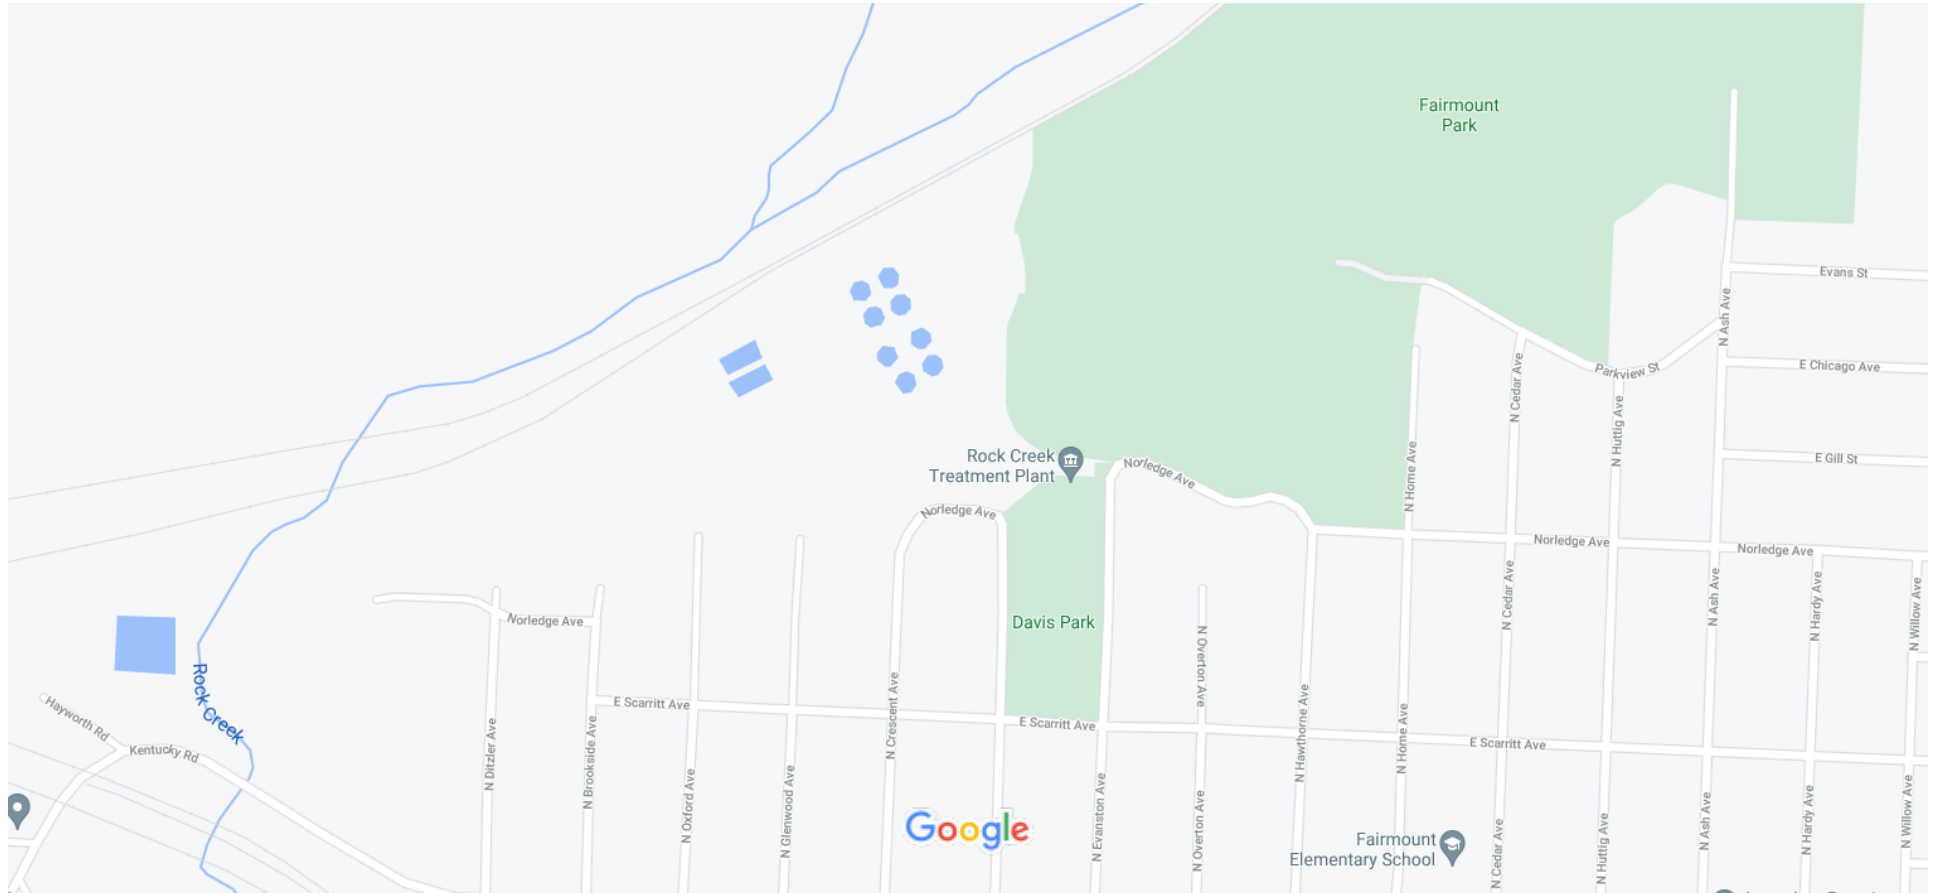 Fairmount
Park
Evans St
N Ash Ave
E Chicago Ave
Parkview St
N Cedar Ave
N Huttig Ave
E Gill St
N Home Ave
Rock Creek
Treatment Plant
Norledge Ave
Norledge Ave
Norledge Ave
Norledge Ave
Norledge Ave
Davis Park
N Overton Ave
N Cedar Ave
N Ash Ave
N Hardy Ave
N Willow Ave
Rock Creek
Hayworth Rd
Kentucky Rd
E Scarritt Ave
E Scarritt Ave
E Scarritt Ave
N Ditzler Ave
N Brookside Ave
N Oxford Ave
N Glenwood Ave
N Crescent Ave
N Evanston Ave
N Overton Ave
N Hawthorne Ave
N Home Ave
N Cedar Ave
N Huttig Ave
N Ash Ave
N Hardy Ave
N Willow Ave
Google
Fairmount
Elementary School